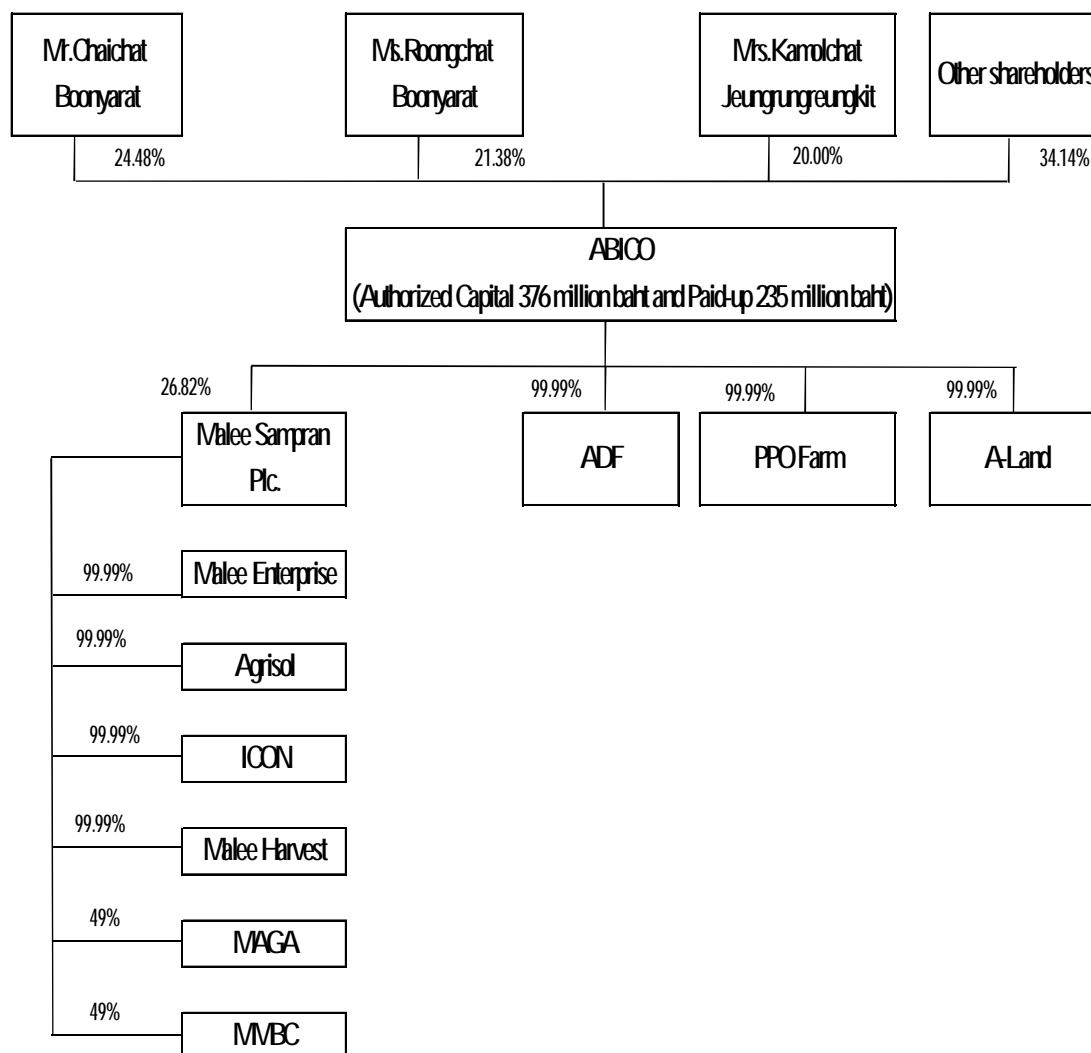 Mr.Chaichat
Boonyarat
Ms.Roongchat
Boonyarat
Mrs.Kamolchat
Jeungrungreungkit
Other shareholders
24.48%
21.38%
20.00%
34.14%
ABICO
(Authorized Capital 376 million baht and Paid-up 235 million baht)
26.82%
99.99%
99.99%
99.99%
Malee Sampran
Plc.
ADF
PPO Farm
A-Land
99.99%
Malee Enterprise
99.99%
Agrisol
99.99%
ICON
99.99%
Malee Harvest
49%
MAGA
49%
MMBC